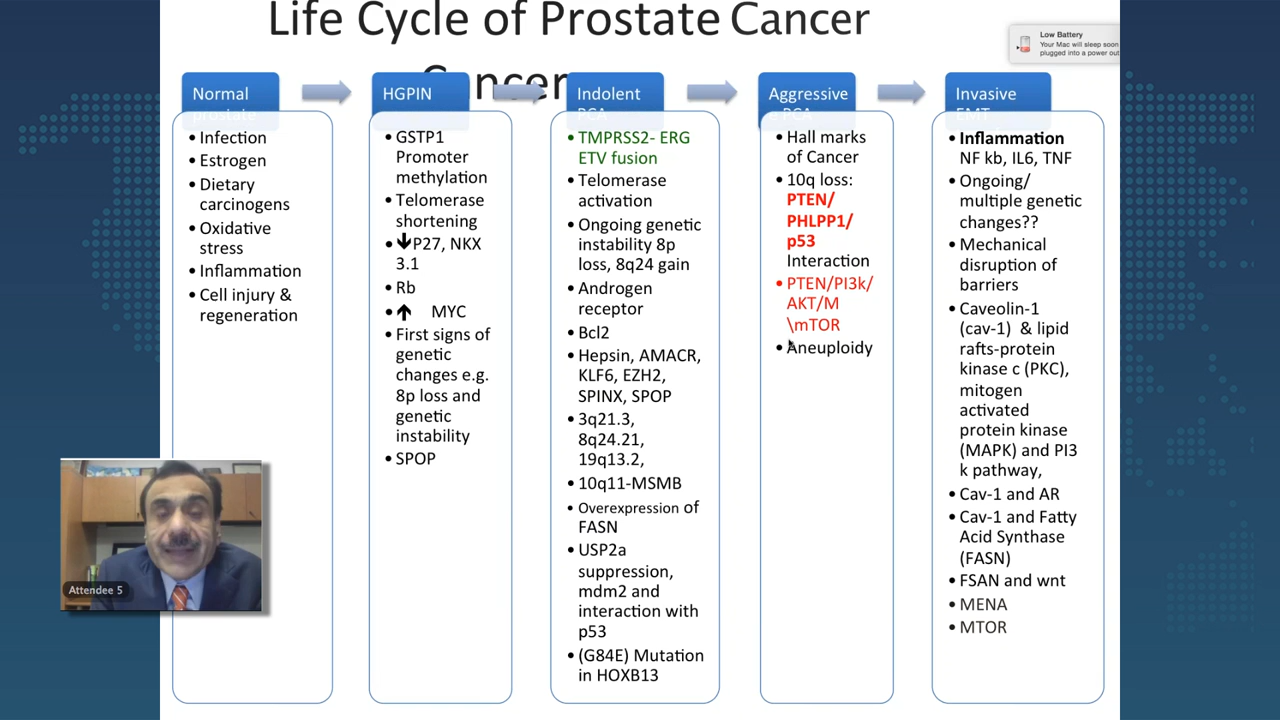 Life Cycle of Prostate Cancer
Cancer
Low Battery
Your Mac will sleep soon
plugged into a power out
Normal
prostate
HGPIN
Indolent
PCA
Aggressive
e PCA
Invasive
EMT
• Infection
• Estrogen
• Dietary
carcinogens
• Oxidative
stress
• Inflammation
• Cell injury &
regeneration
• GSTP1
Promoter
methylation
• Telomerase
shortening
• 🡇P27, NKX
3.1
• Rb
• 🡅 MYC
• First signs of
genetic
changes e.g.
8p loss and
genetic
instability
• SPOP
• TMPRSS2- ERG
ETV fusion
• Telomerase
activation
• Ongoing genetic
instability 8p
loss, 8q24 gain
• Androgen
receptor
• Bcl2
• Hepsin, AMACR,
KLF6, EZH2,
SPINX, SPOP
• 3q21.3,
8q24.21,
19q13.2,
• 10q11-MSMB
• Overexpression of
FASN
• USP2a
suppression,
mdm2 and
interaction with
p53
• (G84E) Mutation
in HOXB13
• Hall marks
of Cancer
• 10q loss:
PTEN/
PHLPP1/
p53
Interaction
• PTEN/PI3k/
AKT/M
\mTOR
• Aneuploidy
• Inflammation
NF kb, IL6, TNF
• Ongoing/
multiple genetic
changes??
• Mechanical
disruption of
barriers
• Caveolin-1
(cav-1) & lipid
rafts-protein
kinase c (PKC),
mitogen
activated
protein kinase
(MAPK) and PI3
k pathway,
• Cav-1 and AR
• Cav-1 and Fatty
Acid Synthase
(FASN)
• FSAN and wnt
• MENA
• MTOR
Attendee 5